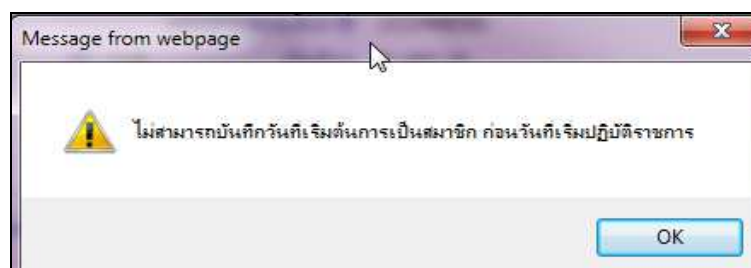 Message from webpage
ไม่สามารถบันทึกวันที่เริ่มต้นการเป็นสมาชิก ก่อนวันที่เริ่มปฏิบัติราชการ
OK